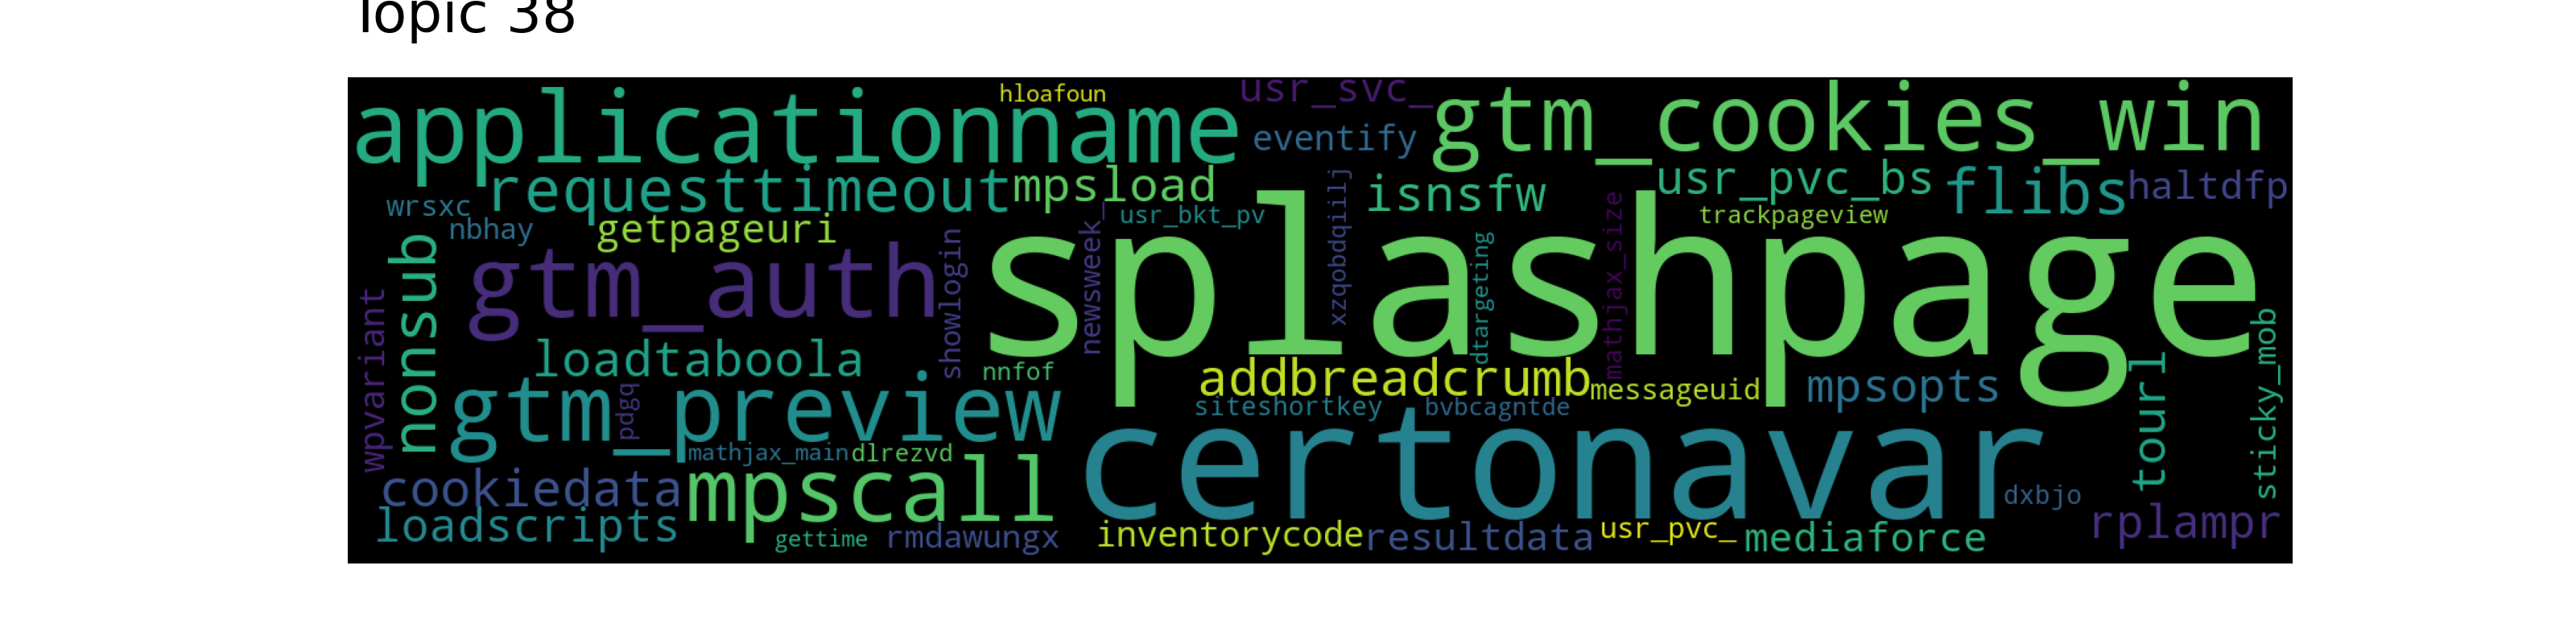 Topic 38
hloafoun
usr_svc_
applicationname
gtm_cookies_win
eventify
requesttimeout
mpsload
isnsfw
usr_pvc_bs
flibs
haltdfp
wrsxc
nbhay
getpageuri
newsweek_
usr_bkt_pv
xzqobdqiilj
trackpageview
mathjax_size
nonsub
gtm_auth
showlogin
splashpage
dtargeting
wpvariant
loadtaboola
nnfof
addbreadcrumb
messageuid
mpsopts
tourl
sticky_mob
gtm_preview
pdgq
siteshortkey
bvbcagntde
mathjax_main
dlrezvd
certonavar
cookiedata
mpscall
dxbjo
loadscripts
gettime
rmdawungx
inventorycode
resultdata
usr_pvc_
mediaforce
rplampr